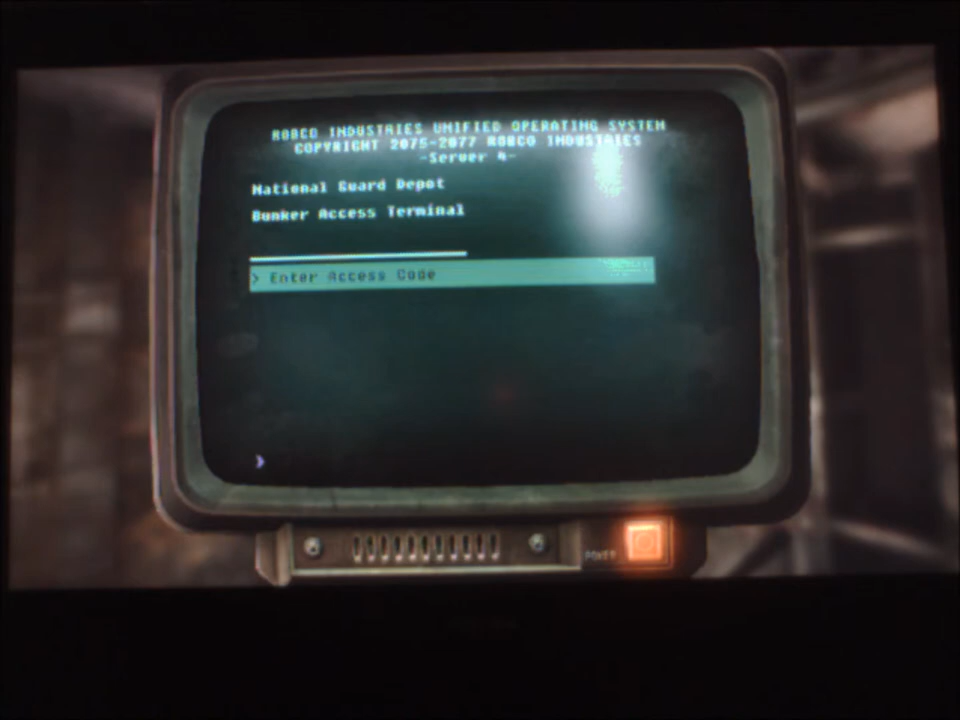 ROBCO INDUSTRIES UNIFIED OPERATING SYSTEM
COPYRIGHT 2075-2077 ROBCO INDUSTRIES
-Server 4-
National Guard Depot
Bunker Access Terminal
> Enter Access Code
>
POWER